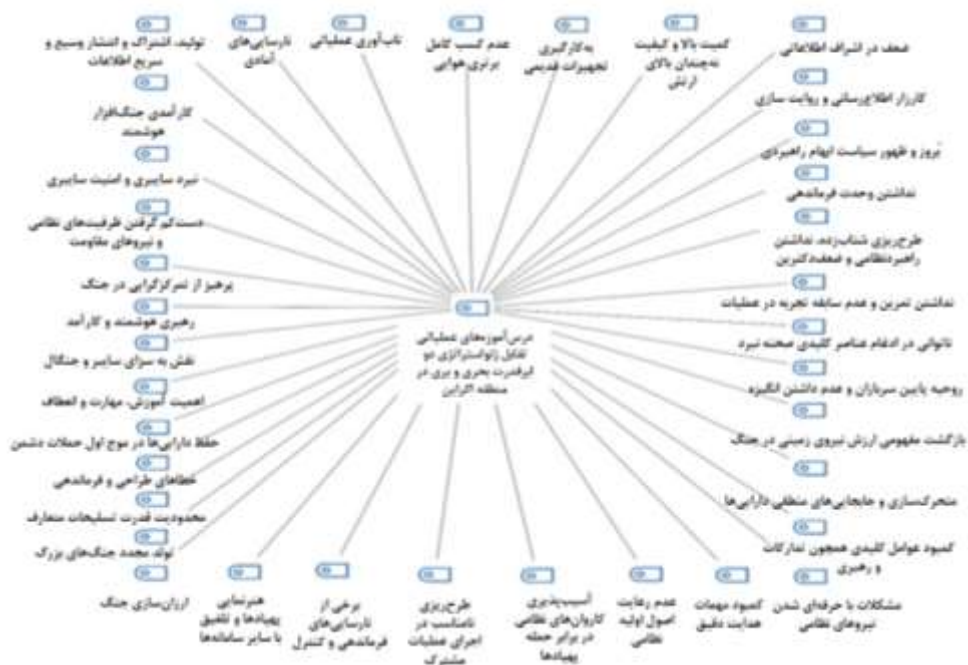 تولید، اشتراک و انتشار وسیع و
سریع اطلاعات
نارسایی‌های
آمادی
تاب‌آوری عملیاتی
عدم کسب کامل
برتری هوایی
به‌کارگیری
تجهیزات قدیمی
کمیت بالا و کیفیت
نه‌چندان بالای
ارتش
ضعف در اشراف اطلاعاتی
کارزار اطلاع‌رسانی و روایت سازی
بُروز و ظهور سیاست ابهام راهبردی
نداشتن وحدت فرماندهی
طرح‌ریزی شتاب‌زده، نداشتن
راهبردنظامی و ضعف‌دکترین
نداشتن تمرین و عدم سابقه تجربه در عملیات
ناتوانی در ادغام عناصر کلیدی صحنه نبرد
روحیه پایین سربازان و عدم داشتن انگیزه
بازگشت مفهومی ارزش نیروی زمینی در جنگ
متحرک‌سازی و جابجایی‌های منطقی دارایی‌ها
کمبود عوامل کلیدی همچون تدارکات
و رهبری
مشکلات با حرفه‌ای شدن
نیروهای نظامی
کمبود مهمات
هدایت دقیق
عدم رعایت
اصول اولیه
نظامی
آسیب‌پذیری
کاروان‌های نظامی
در برابر حمله
پهپادها
طرح‌ریزی
نامناسب در
اجرای عملیات
مشترک
برخی از
نارسایی‌های
فرماندهی و کنترل
هنرنمایی
پهپادها و تلفیق
با سایر سامانه‌ها
ارزان‌سازی جنگ
تولد مجدد جنگ‌های بزرگ
محدودیت قدرت تسلیحات متعارف
خطاهای طراحی و فرماندهی
حفظ دارایی‌ها در موج اول حملات دشمن
اهمیت آموزش، مهارت و انعطاف
نقش به سزای سایبر و جنگال
رهبری هوشمند و کارآمد
پرهیز از تمرکزگرایی در جنگ
دست‌کم گرفتن ظرفیت‌های نظامی
و نیروهای مقاومت
نبرد سایبری و امنیت سایبری
کارآمدی جنگ‌افزار
هوشمند
درس‌آموزه‌های عملیاتی
تقابل ژئواستراتژی دو
ابرقدرت بحری و بری در
منطقه اکراین